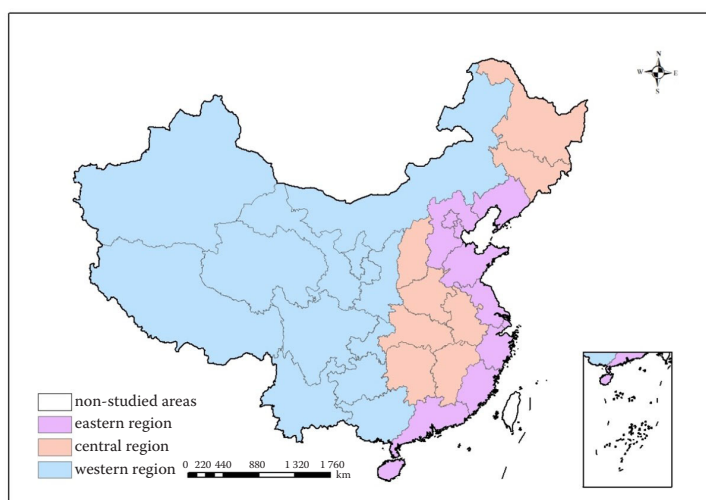 N
W E
S
non-studied areas
eastern region
central region
western region
0 220 440 880 1 320 1 760
km